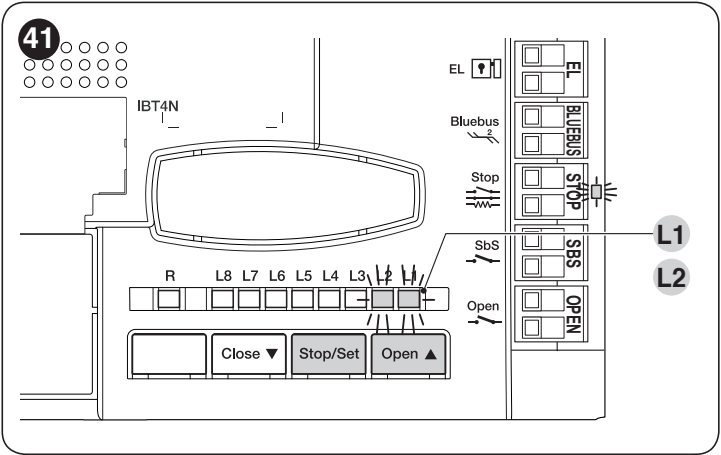 41
IBT4N
EL
EL
Bluebus
2
BLUEBUS
Stop
STOP
SbS
SBS
Open
OPEN
L1
L2
R L8 L7 L6 L5 L4 L3 L2 L1
Close ▼ Stop/Set Open ▲